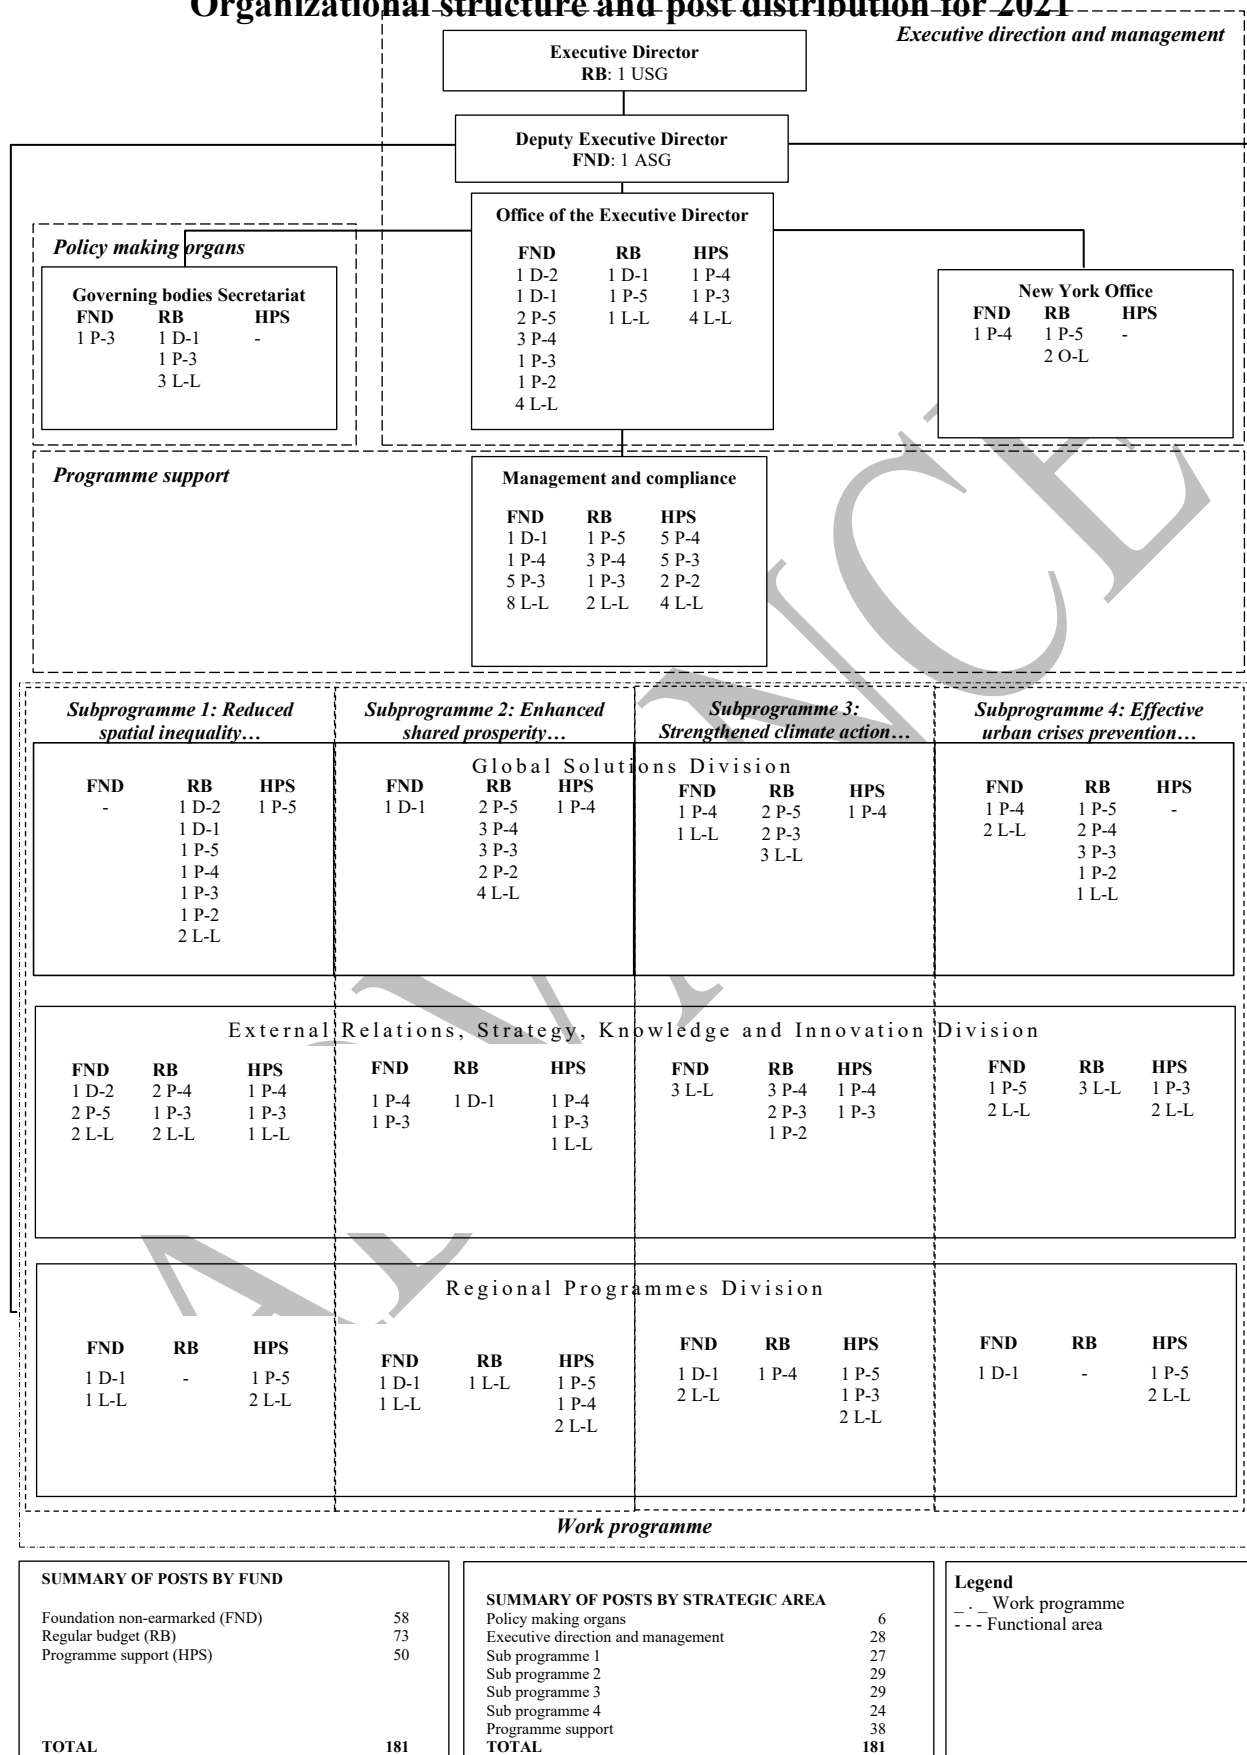 Organizational structure and post distribution for 2021
Executive direction and management
Executive Director
RB: 1 USG
Deputy Executive Director
FND: 1 ASG
Office of the Executive Director
FND RB HPS
1 D-2 1 D-1 1 P-4
1 D-1 1 P-5 1 P-3
2 P-5 1 L-L 4 L-L
3 P-4
1 P-3
1 P-2
4 L-L
Policy making organs
Governing bodies Secretariat
FND RB HPS
1 P-3 1 D-1 -
1 P-3
3 L-L
New York Office
FND RB HPS
1 P-4 1 P-5 -
2 O-L
Programme support
Management and compliance
FND RB HPS
1 D-1 1 P-5 5 P-4
1 P-4 3 P-4 5 P-3
5 P-3 1 P-3 2 P-2
8 L-L 2 L-L 4 L-L
Subprogramme 1: Reduced
spatial inequality…
Subprogramme 2: Enhanced
shared prosperity…
Subprogramme 3:
Strengthened climate action…
Subprogramme 4: Effective
urban crises prevention…
Global Solutions Division
FND RB HPS
- 1 D-2 1 P-5
1 D-1
1 P-5
1 P-4
1 P-3
1 P-2
2 L-L
FND RB HPS
1 D-1 2 P-5 1 P-4
3 P-4
3 P-3
2 P-2
4 L-L
FND RB HPS
1 P-4 2 P-5 1 P-4
1 L-L 2 P-3
3 L-L
FND RB HPS
1 P-4 1 P-5 -
2 L-L 2 P-4
3 P-3
1 P-2
1 L-L
External Relations, Strategy, Knowledge and Innovation Division
FND RB HPS
1 D-2 2 P-4 1 P-4
2 P-5 1 P-3 1 P-3
2 L-L 2 L-L 1 L-L
FND RB HPS
1 P-4 1 D-1 1 P-4
1 P-3 1 P-3
1 L-L
FND RB HPS
3 L-L 3 P-4 1 P-4
2 P-3 1 P-3
1 P-2
FND RB HPS
1 P-5 3 L-L 1 P-3
2 L-L 2 L-L
Regional Programmes Division
FND RB HPS
1 D-1 - 1 P-5
1 L-L 2 L-L
FND RB HPS
1 D-1 1 L-L 1 P-5
1 L-L 1 P-4
2 L-L
FND RB HPS
1 D-1 1 P-4 1 P-5
2 L-L 1 P-3
2 L-L
FND RB HPS
1 D-1 - 1 P-5
2 L-L
Work programme
SUMMARY OF POSTS BY FUND
Foundation non-earmarked (FND) 58
Regular budget (RB) 73
Programme support (HPS) 50
TOTAL 181
SUMMARY OF POSTS BY STRATEGIC AREA
Policy making organs 6
Executive direction and management 28
Sub programme 1 27
Sub programme 2 29
Sub programme 3 29
Sub programme 4 24
Programme support 38
TOTAL 181
Legend
_ . _ Work programme
- - - Functional area